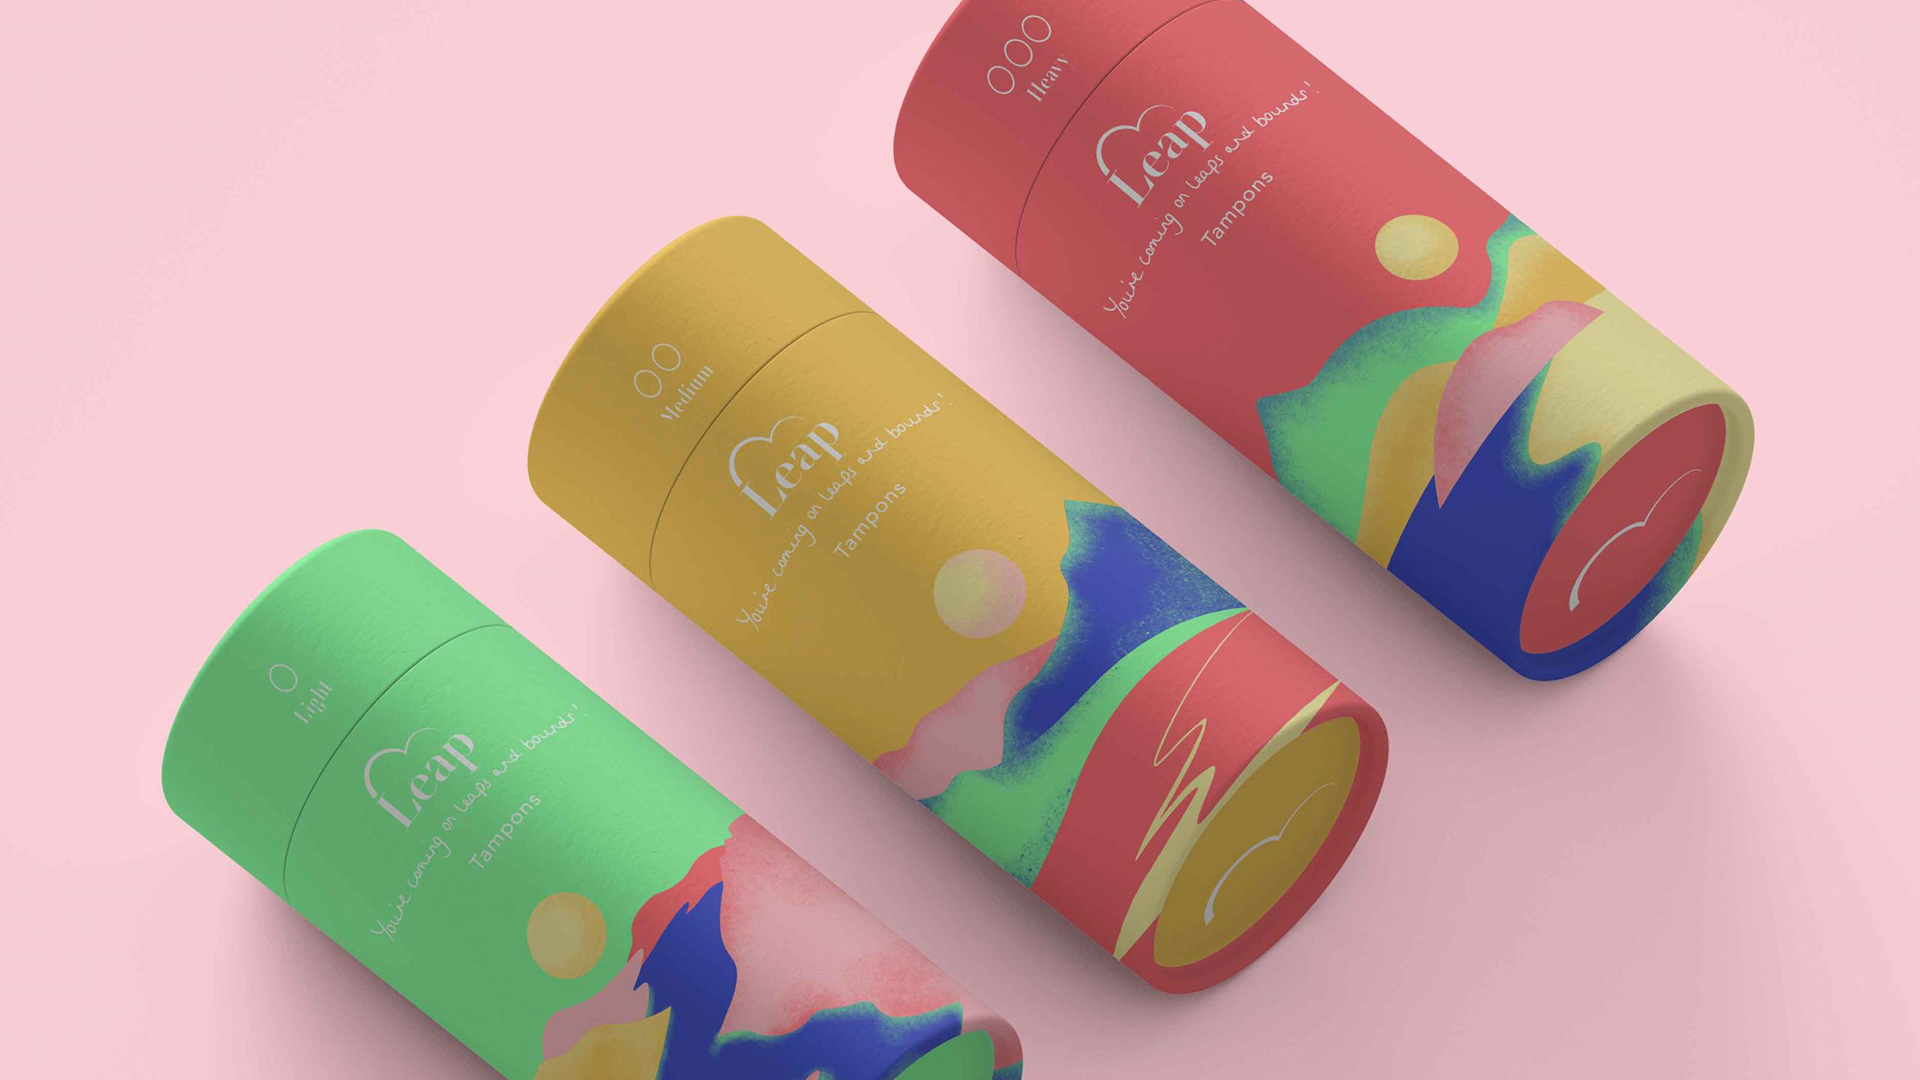 Heavy
Leap
You're coming on leaps and bounds!
Tampons
Medium
Leap
You're coming on leaps and bounds!
Tampons
Light
Leap
You're coming on leaps and bounds!
Tampons